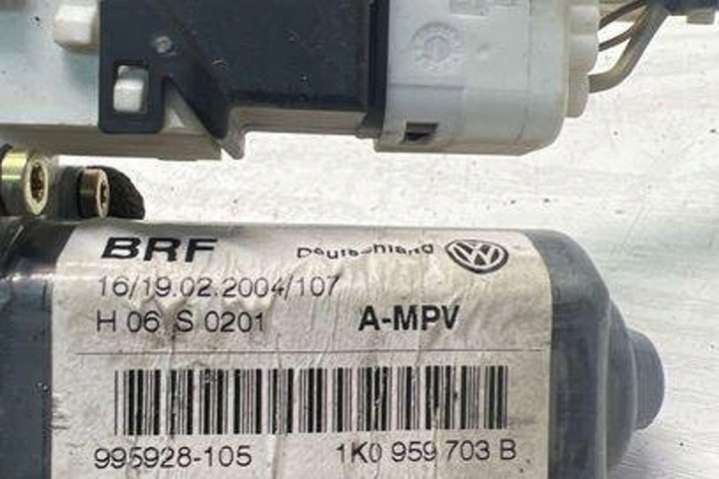 BRF Deutschland
16/19.02.2004/107
H 06 S 0201 A-MPV
995928-105 1K0 959 703 B